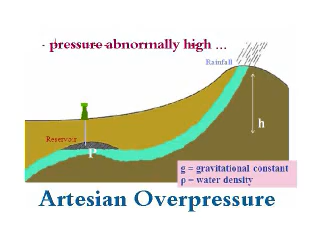 - pressure abnormally high ...
Rainfall
h
Reservoir
P
g = gravitational constant
ρ = water density
Artesian Overpressure